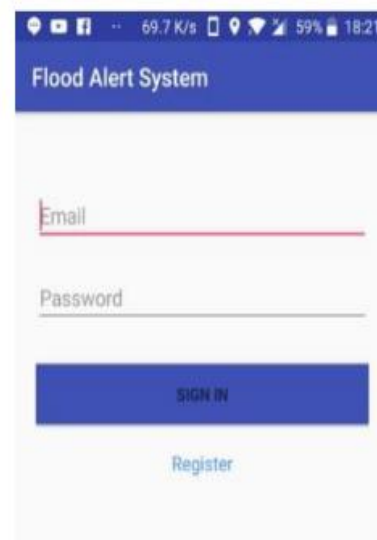 69.7 K/s 59% 18:21
Flood Alert System
Email
Password
SIGN IN
Register